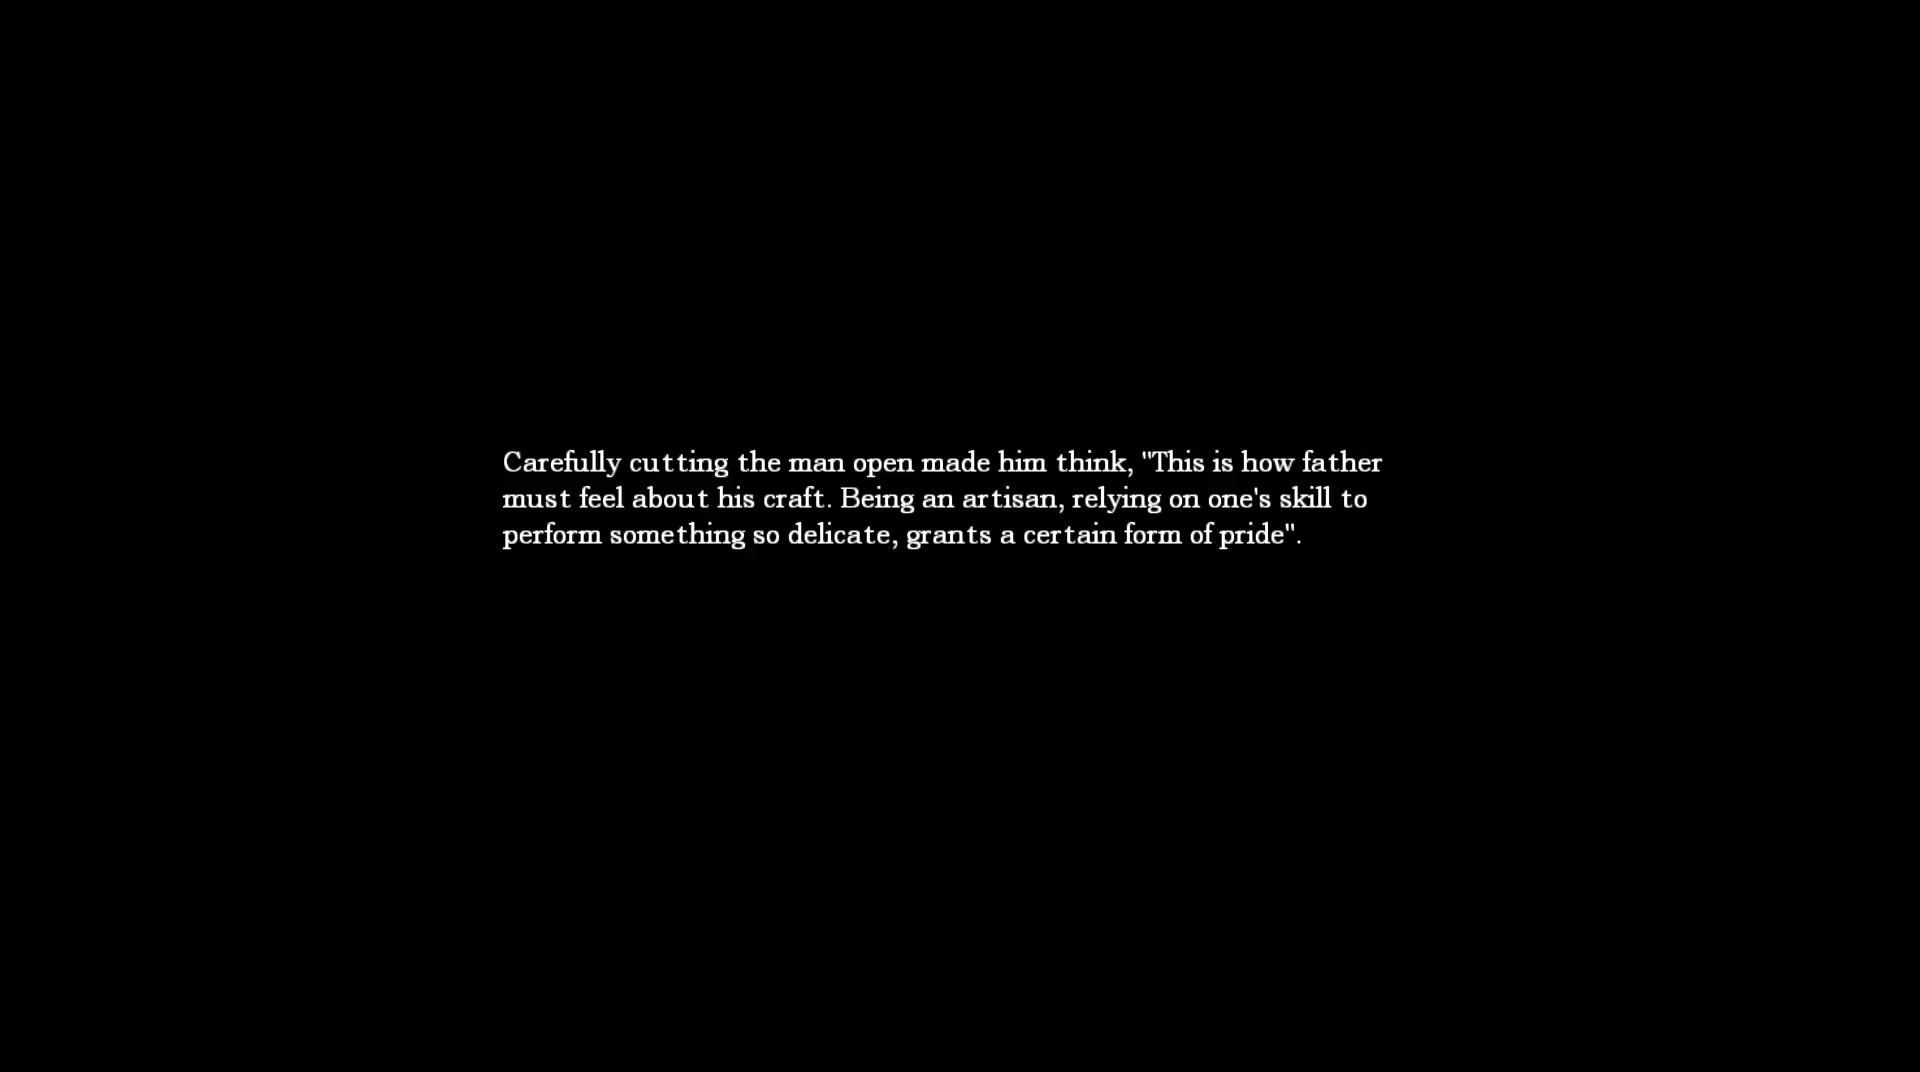 Carefully cutting the man open made him think, "This is how father
must feel about his craft. Being an artisan, relying on one's skill to
perform something so delicate, grants a certain form of pride".